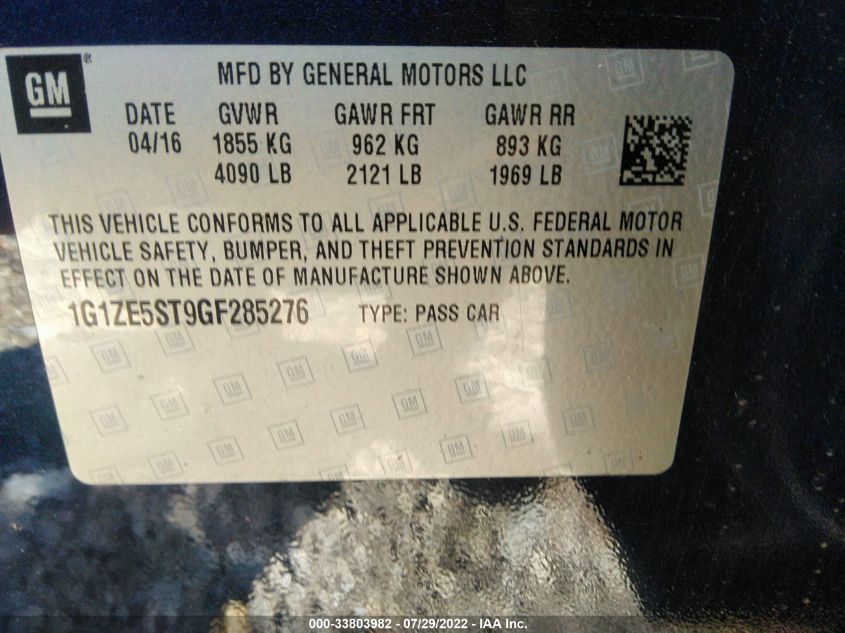 GM
MFD BY GENERAL MOTORS LLC
DATE GVWR GAWR FRT GAWR RR
04/16 1855 KG 962 KG 893 KG
4090 LB 2121 LB 1969 LB
THIS VEHICLE CONFORMS TO ALL APPLICABLE U.S. FEDERAL MOTOR
VEHICLE SAFETY, BUMPER, AND THEFT PREVENTION STANDARDS IN
EFFECT ON THE DATE OF MANUFACTURE SHOWN ABOVE.
1G1ZE5ST9GF285276 TYPE: PASS CAR
000-33803982 - 07/29/2022 - IAA Inc.